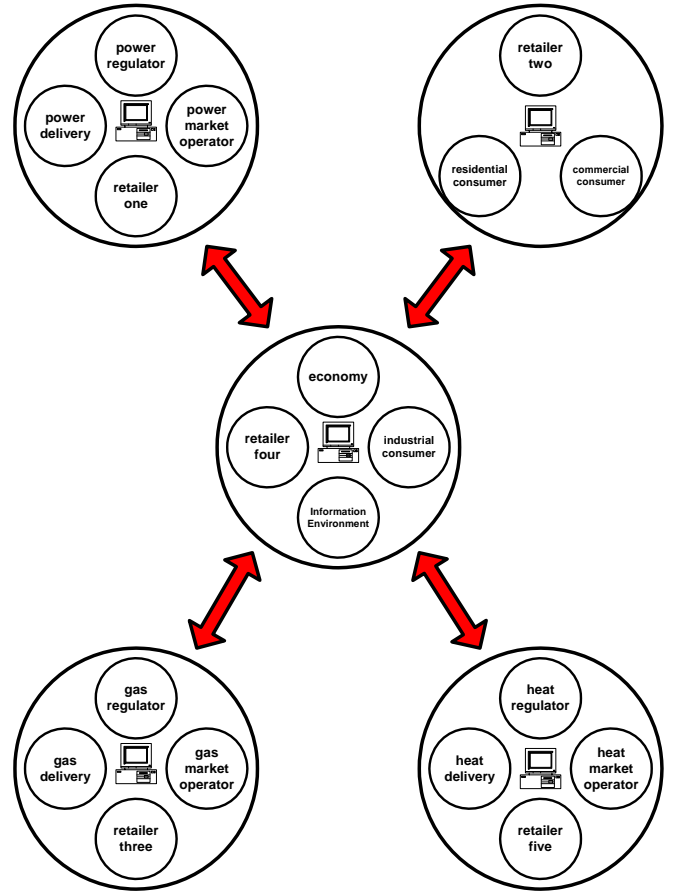 power
regulator
power
delivery
power
market
operator
retailer
one
retailer
two
residential
consumer
commercial
consumer
economy
retailer
four
industrial
consumer
Information
Environment
gas
regulator
gas
delivery
gas
market
operator
retailer
three
heat
regulator
heat
delivery
heat
market
operator
retailer
five